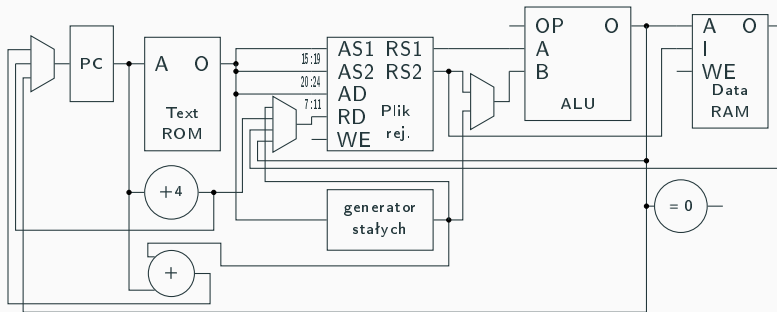 PC
A O
Text
ROM
+4
+
15:19
20:24
7:11
AS1 RS1
AS2 RS2
AD
RD
WE
Plik
rej.
generator
stałych
OP O
A
B
ALU
A O
I
WE
Data
RAM
= 0